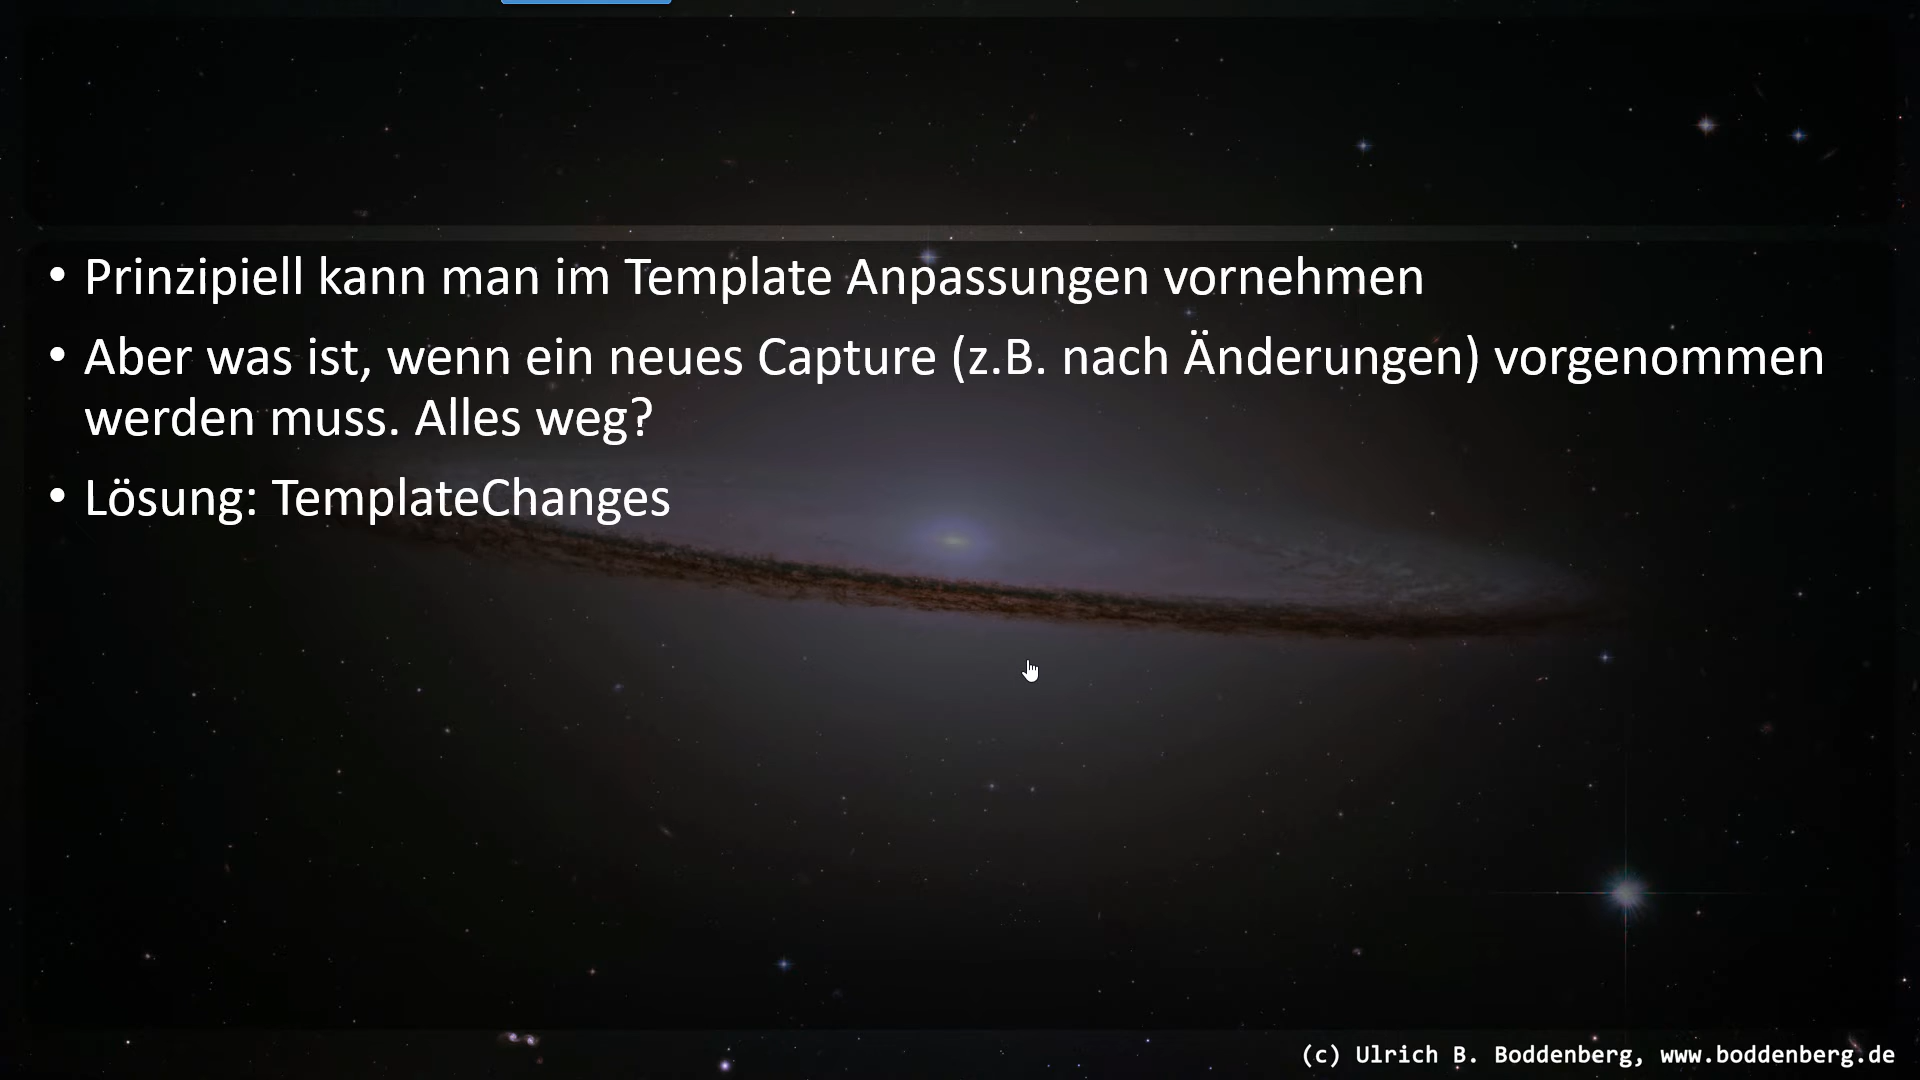 • Prinzipiell kann man im Template Anpassungen vornehmen
• Aber was ist, wenn ein neues Capture (z.B. nach Änderungen) vorgenommen
werden muss. Alles weg?
• Lösung: TemplateChanges
(c) Ulrich B. Boddenberg, www.boddenberg.de